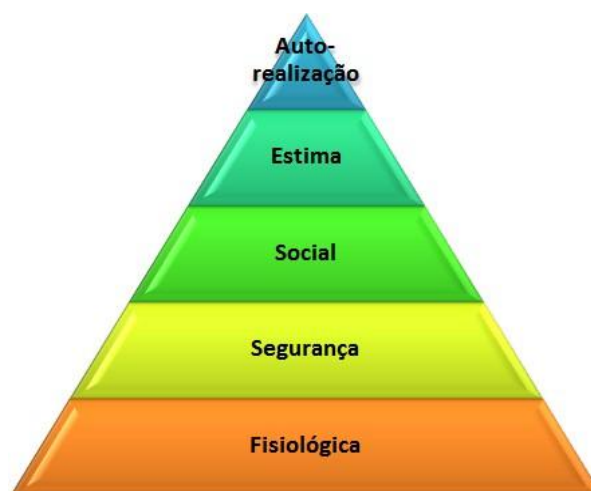 Auto-
realização
Estima
Social
Segurança
Fisiológica